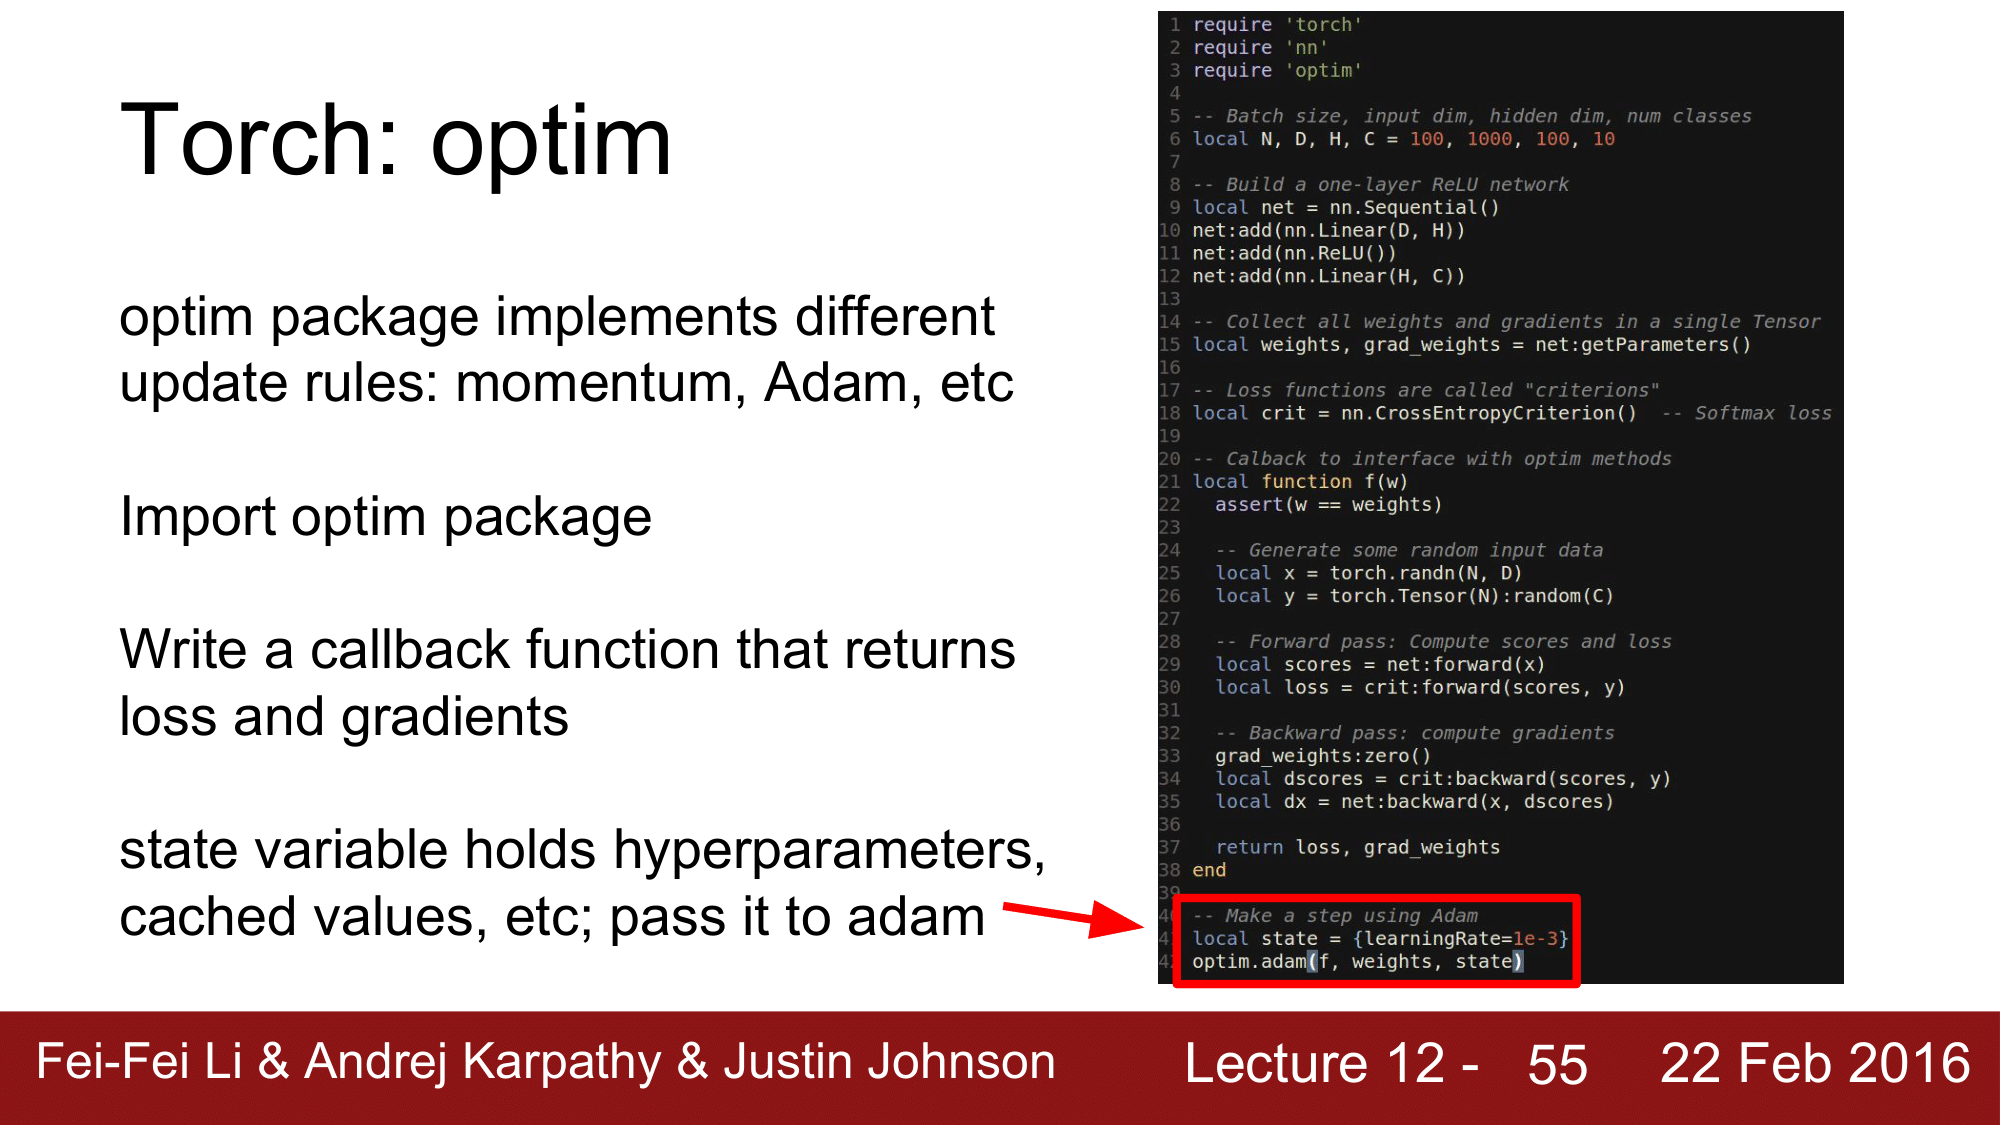 Torch: optim
optim package implements different
update rules: momentum, Adam, etc
Import optim package
Write a callback function that returns
loss and gradients
state variable holds hyperparameters,
cached values, etc; pass it to adam
1 require 'torch'
2 require 'nn'
3 require 'optim'
4
5 -- Batch size, input dim, hidden dim, num classes
6 local N, D, H, C = 100, 1000, 100, 10
7
8 -- Build a one-layer ReLU network
9 local net = nn.Sequential()
10 net:add(nn.Linear(D, H))
11 net:add(nn.ReLU())
12 net:add(nn.Linear(H, C))
13
14 -- Collect all weights and gradients in a single Tensor
15 local weights, grad_weights = net:getParameters()
16
17 -- Loss functions are called "criterions"
18 local crit = nn.CrossEntropyCriterion()  -- Softmax loss
19
20 -- Calback to interface with optim methods
21 local function f(w)
22   assert(w == weights)
23
24   -- Generate some random input data
25   local x = torch.randn(N, D)
26   local y = torch.Tensor(N):random(C)
27
28   -- Forward pass: Compute scores and loss
29   local scores = net:forward(x)
30   local loss = crit:forward(scores, y)
31
32   -- Backward pass: compute gradients
33   grad_weights:zero()
34   local dscores = crit:backward(scores, y)
35   local dx = net:backward(x, dscores)
36
37   return loss, grad_weights
38 end
39
40 -- Make a step using Adam
41 local state = {learningRate=1e-3}
42 optim.adam(f, weights, state)
Fei-Fei Li & Andrej Karpathy & Justin Johnson Lecture 12 - 55 22 Feb 2016